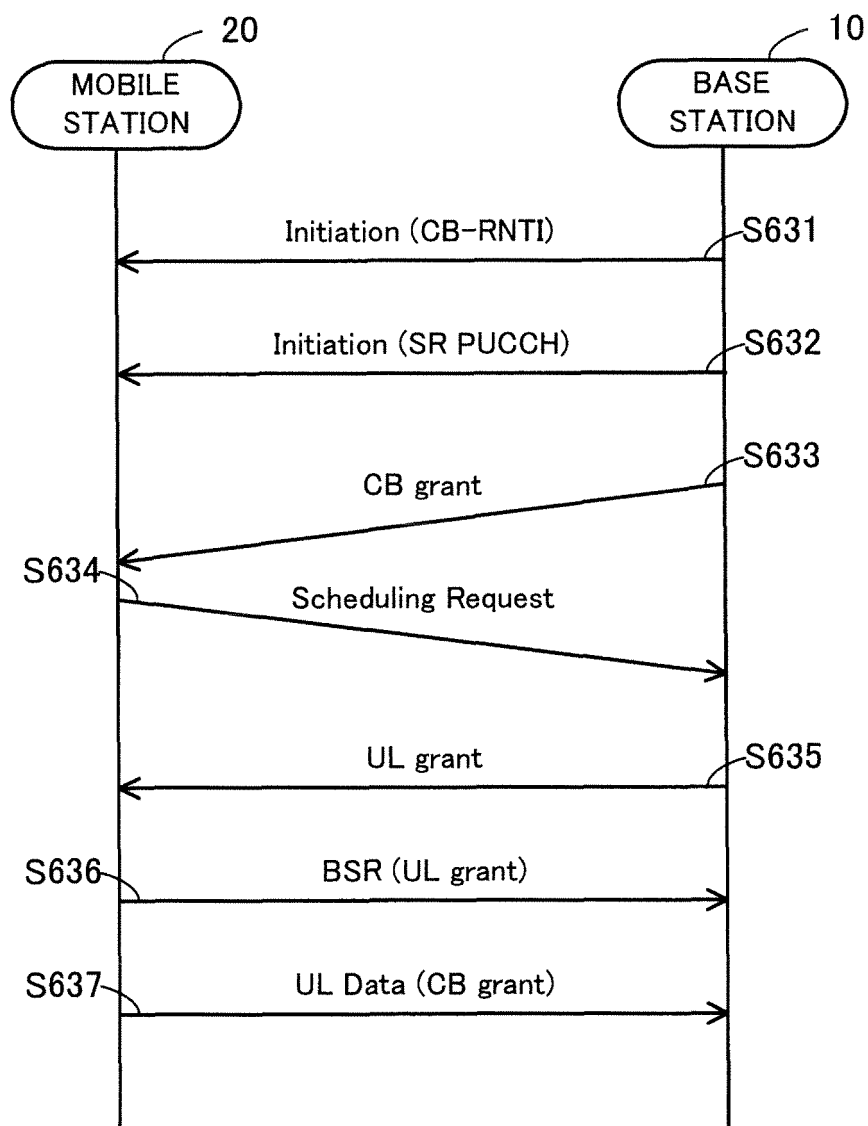 20
10
MOBILE
STATION
BASE
STATION
Initiation (CB-RNTI)
S631
Initiation (SR PUCCH)
S632
S633
CB grant
S634
Scheduling Request
UL grant
S635
S636
BSR (UL grant)
S637
UL Data (CB grant)